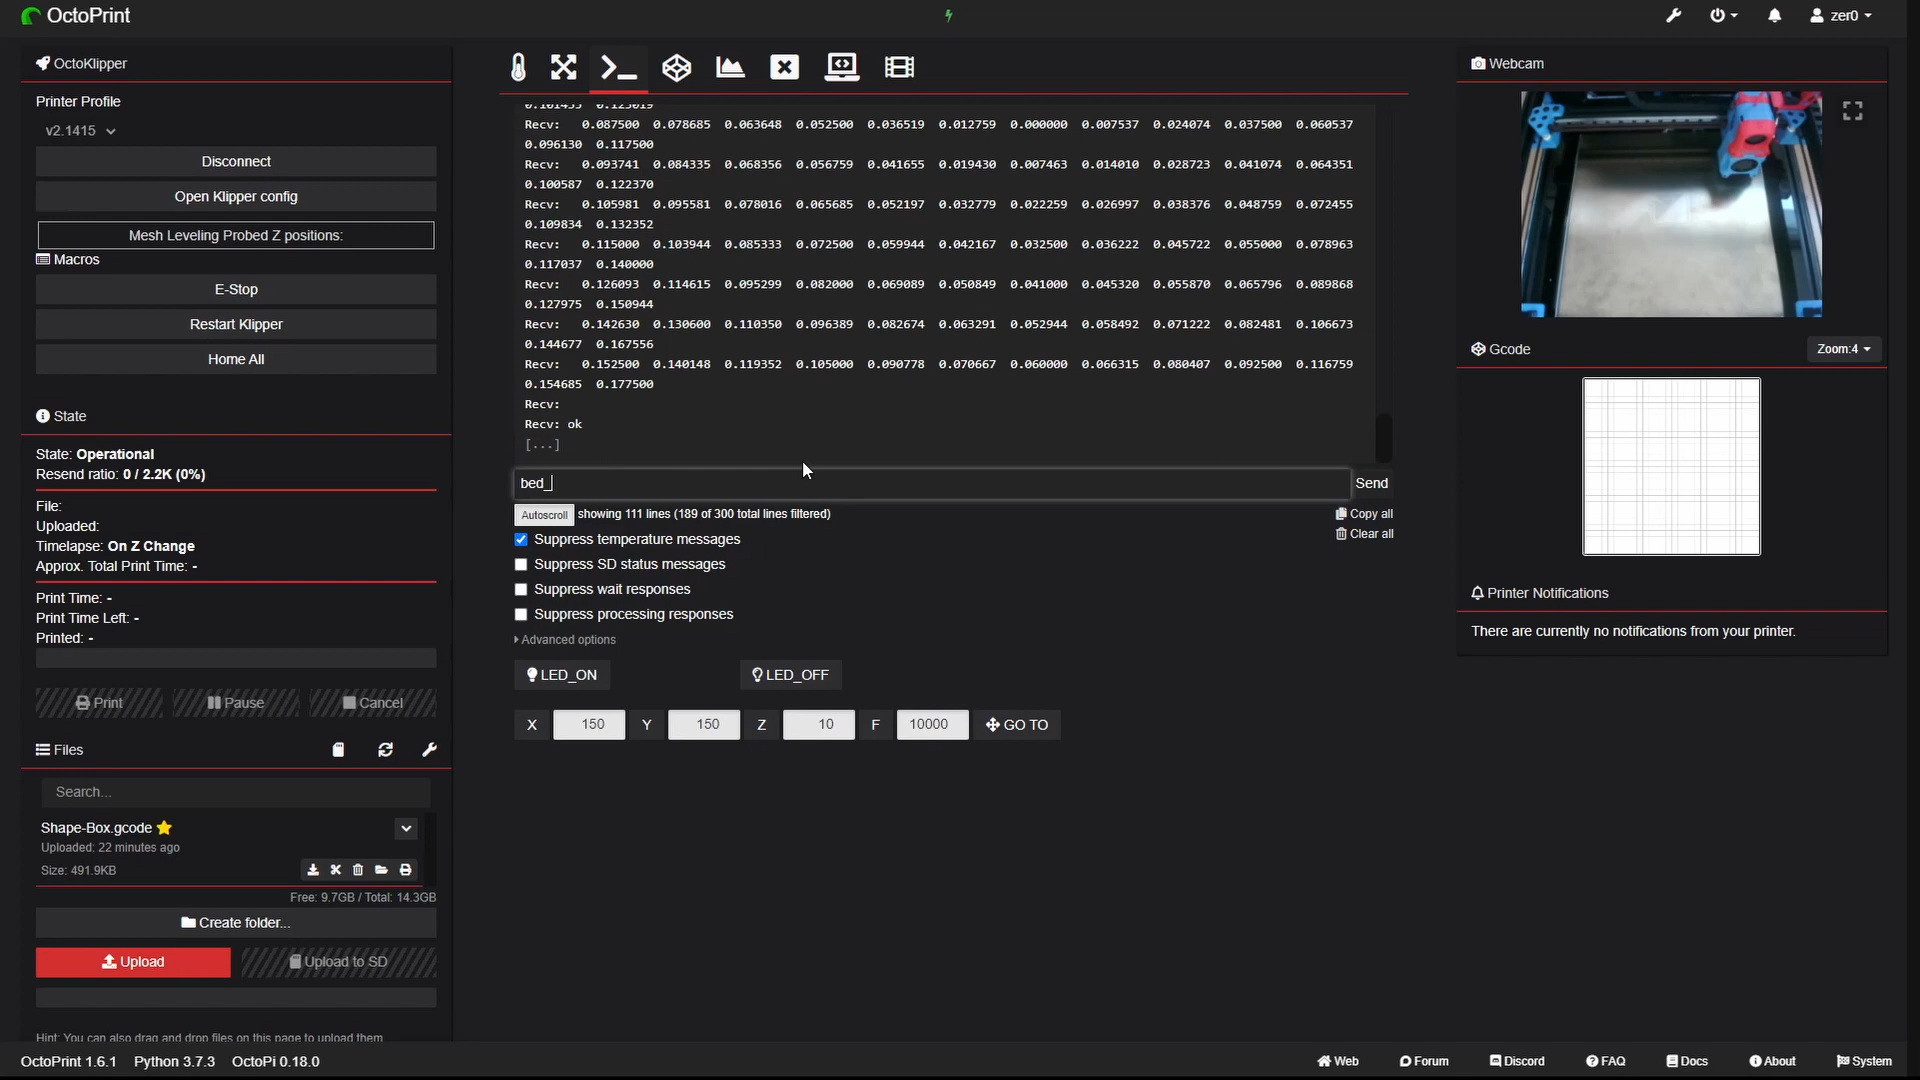 OctoPrint
zer0
OctoKlipper
Printer Profile
v2.1415
Disconnect
Open Klipper config
Mesh Leveling Probed Z positions:
Macros
E-Stop
Restart Klipper
Home All
State
State: Operational
Resend ratio: 0 / 2.2K (0%)
File:
Uploaded:
Timelapse: On Z Change
Approx. Total Print Time: -
Print Time: -
Print Time Left: -
Printed: -
Print Pause Cancel
Files
Search...
Shape-Box.gcode
Uploaded: 22 minutes ago
Size: 491.9KB
Free: 9.7GB / Total: 14.3GB
Create folder...
Upload Upload to SD
Hint: You can also drag and drop files on this page to upload them
0.101435 0.125019
Recv: 0.087500 0.078685 0.063648 0.052500 0.036519 0.012759 0.000000 0.007537 0.024074 0.037500 0.060537
0.096130 0.117500
Recv: 0.093741 0.084335 0.068356 0.056759 0.041655 0.019430 0.007463 0.014010 0.028723 0.041074 0.064351
0.100587 0.122370
Recv: 0.105981 0.095581 0.078016 0.065685 0.052197 0.032779 0.022259 0.026997 0.038376 0.048759 0.072455
0.109834 0.132352
Recv: 0.115000 0.103944 0.085333 0.072500 0.059944 0.042167 0.032500 0.036222 0.045722 0.055000 0.078963
0.117037 0.140000
Recv: 0.126093 0.114615 0.095299 0.082000 0.069089 0.050849 0.041000 0.045320 0.055870 0.065796 0.089868
0.127975 0.150944
Recv: 0.142630 0.130600 0.110350 0.096389 0.082674 0.063291 0.052944 0.058492 0.071222 0.082481 0.106673
0.144677 0.167556
Recv: 0.152500 0.140148 0.119352 0.105000 0.090778 0.070667 0.060000 0.066315 0.080407 0.092500 0.116759
0.154685 0.177500
Recv:
Recv: ok
[...]
bed_ Send
Autoscroll showing 111 lines (189 of 300 total lines filtered) Copy all
Clear all
Suppress temperature messages
Suppress SD status messages
Suppress wait responses
Suppress processing responses
Advanced options
LED_ON LED_OFF
X 150 Y 150 Z 10 F 10000 GO TO
Webcam
Gcode Zoom:4
Printer Notifications
There are currently no notifications from your printer.
OctoPrint 1.6.1 Python 3.7.3 OctoPi 0.18.0
Web Forum Discord FAQ Docs About System